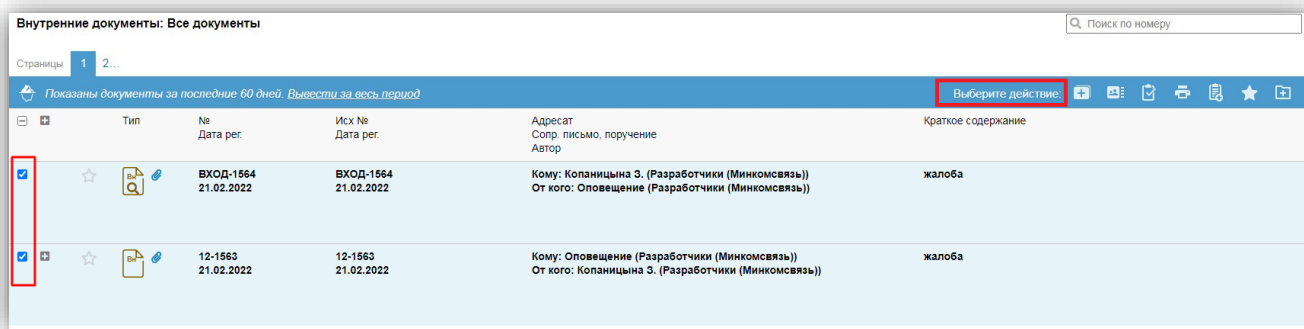 Внутренние документы: Все документы
Поиск по номеру
Страницы 1 2...
Показаны документы за последние 60 дней. Вывести за весь период Выберите действие:
Тип № Исх № Адресат Краткое содержание
Дата рег. Дата рег. Сопр. письмо, поручение
Автор
Вн ВХОД-1564 ВХОД-1564 Кому: Копаницына З. (Разработчики (Минкомсвязь)) жалоба
21.02.2022 21.02.2022 От кого: Оповещение (Разработчики (Минкомсвязь))
Вн 12-1563 12-1563 Кому: Оповещение (Разработчики (Минкомсвязь)) жалоба
21.02.2022 21.02.2022 От кого: Копаницына З. (Разработчики (Минкомсвязь))